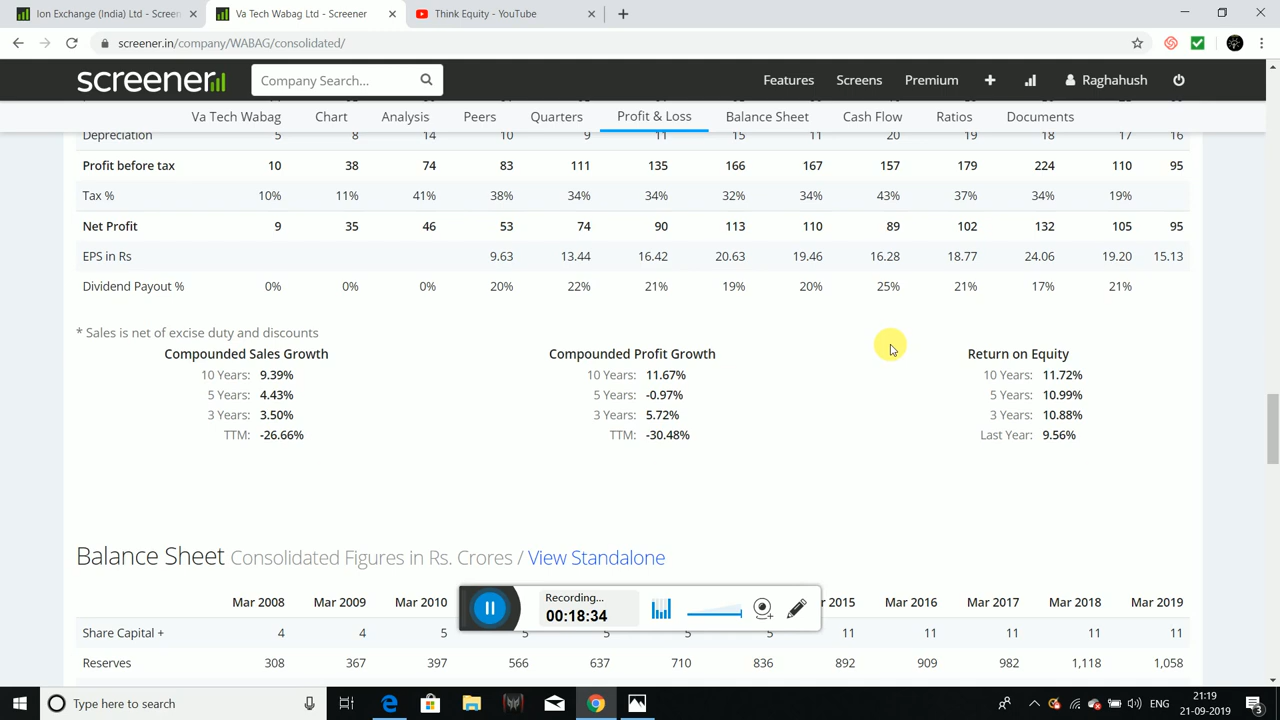 Ion Exchange (India) Ltd - Screen
Va Tech Wabag Ltd - Screener
Think Equity - YouTube
screener.in/company/WABAG/consolidated/
screener
Company Search...
Features Screens Premium Raghahush
Va Tech Wabag Chart Analysis Peers Quarters Profit & Loss Balance Sheet Cash Flow Ratios Documents
Depreciation 5 8 14 10 9 11 15 11 20 19 18 17 16
Profit before tax 10 38 74 83 111 135 166 167 157 179 224 110 95
Tax % 10% 11% 41% 38% 34% 34% 32% 34% 43% 37% 34% 19%
Net Profit 9 35 46 53 74 90 113 110 89 102 132 105 95
EPS in Rs 9.63 13.44 16.42 20.63 19.46 16.28 18.77 24.06 19.20 15.13
Dividend Payout % 0% 0% 0% 20% 22% 21% 19% 20% 25% 21% 17% 21%
* Sales is net of excise duty and discounts
Compounded Sales Growth Compounded Profit Growth Return on Equity
10 Years: 9.39% 10 Years: 11.67% 10 Years: 11.72%
5 Years: 4.43% 5 Years: -0.97% 5 Years: 10.99%
3 Years: 3.50% 3 Years: 5.72% 3 Years: 10.88%
TTM: -26.66% TTM: -30.48% Last Year: 9.56%
Balance Sheet Consolidated Figures in Rs. Crores / View Standalone
Mar 2008 Mar 2009 Mar 2010 r 2015 Mar 2016 Mar 2017 Mar 2018 Mar 2019
Recording...
00:18:34
Share Capital + 4 4 5 5 5 5 5 11 11 11 11 11
Reserves 308 367 397 566 637 710 836 892 909 982 1,118 1,058
Type here to search
ENG
21:19
21-09-2019
3